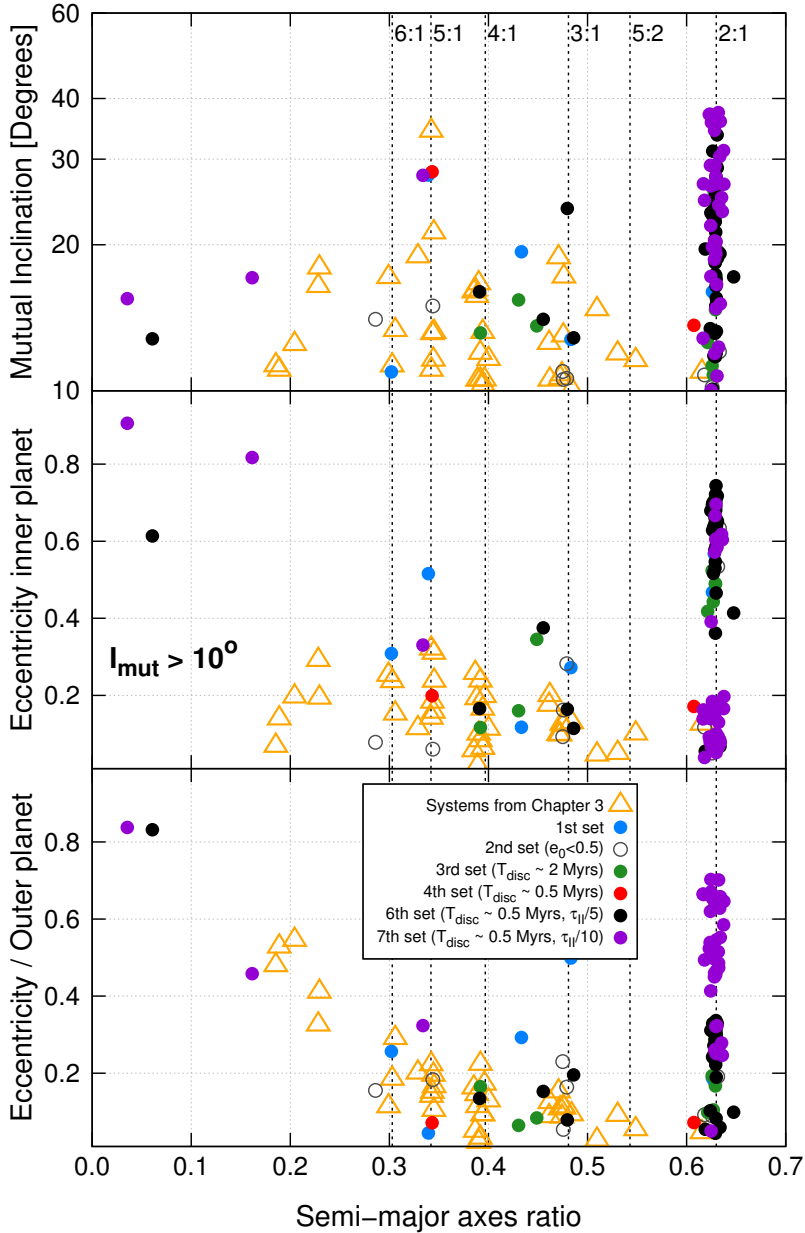 6:1 5:1 4:1 3:1 5:2 2:1
Mutual Inclination [Degrees]
60
40
30
20
10
Eccentricity inner planet
0.8
0.6
0.4
0.2
I_mut > 10°
Eccentricity / Outer planet
0.8
0.6
0.4
0.2
Systems from Chapter 3
1st set
2nd set (e₀<0.5)
3rd set (T_disc ~ 2 Myrs)
4th set (T_disc ~ 0.5 Myrs)
6th set (T_disc ~ 0.5 Myrs, τ_II/5)
7th set (T_disc ~ 0.5 Myrs, τ_II/10)
0.0 0.1 0.2 0.3 0.4 0.5 0.6 0.7
Semi−major axes ratio